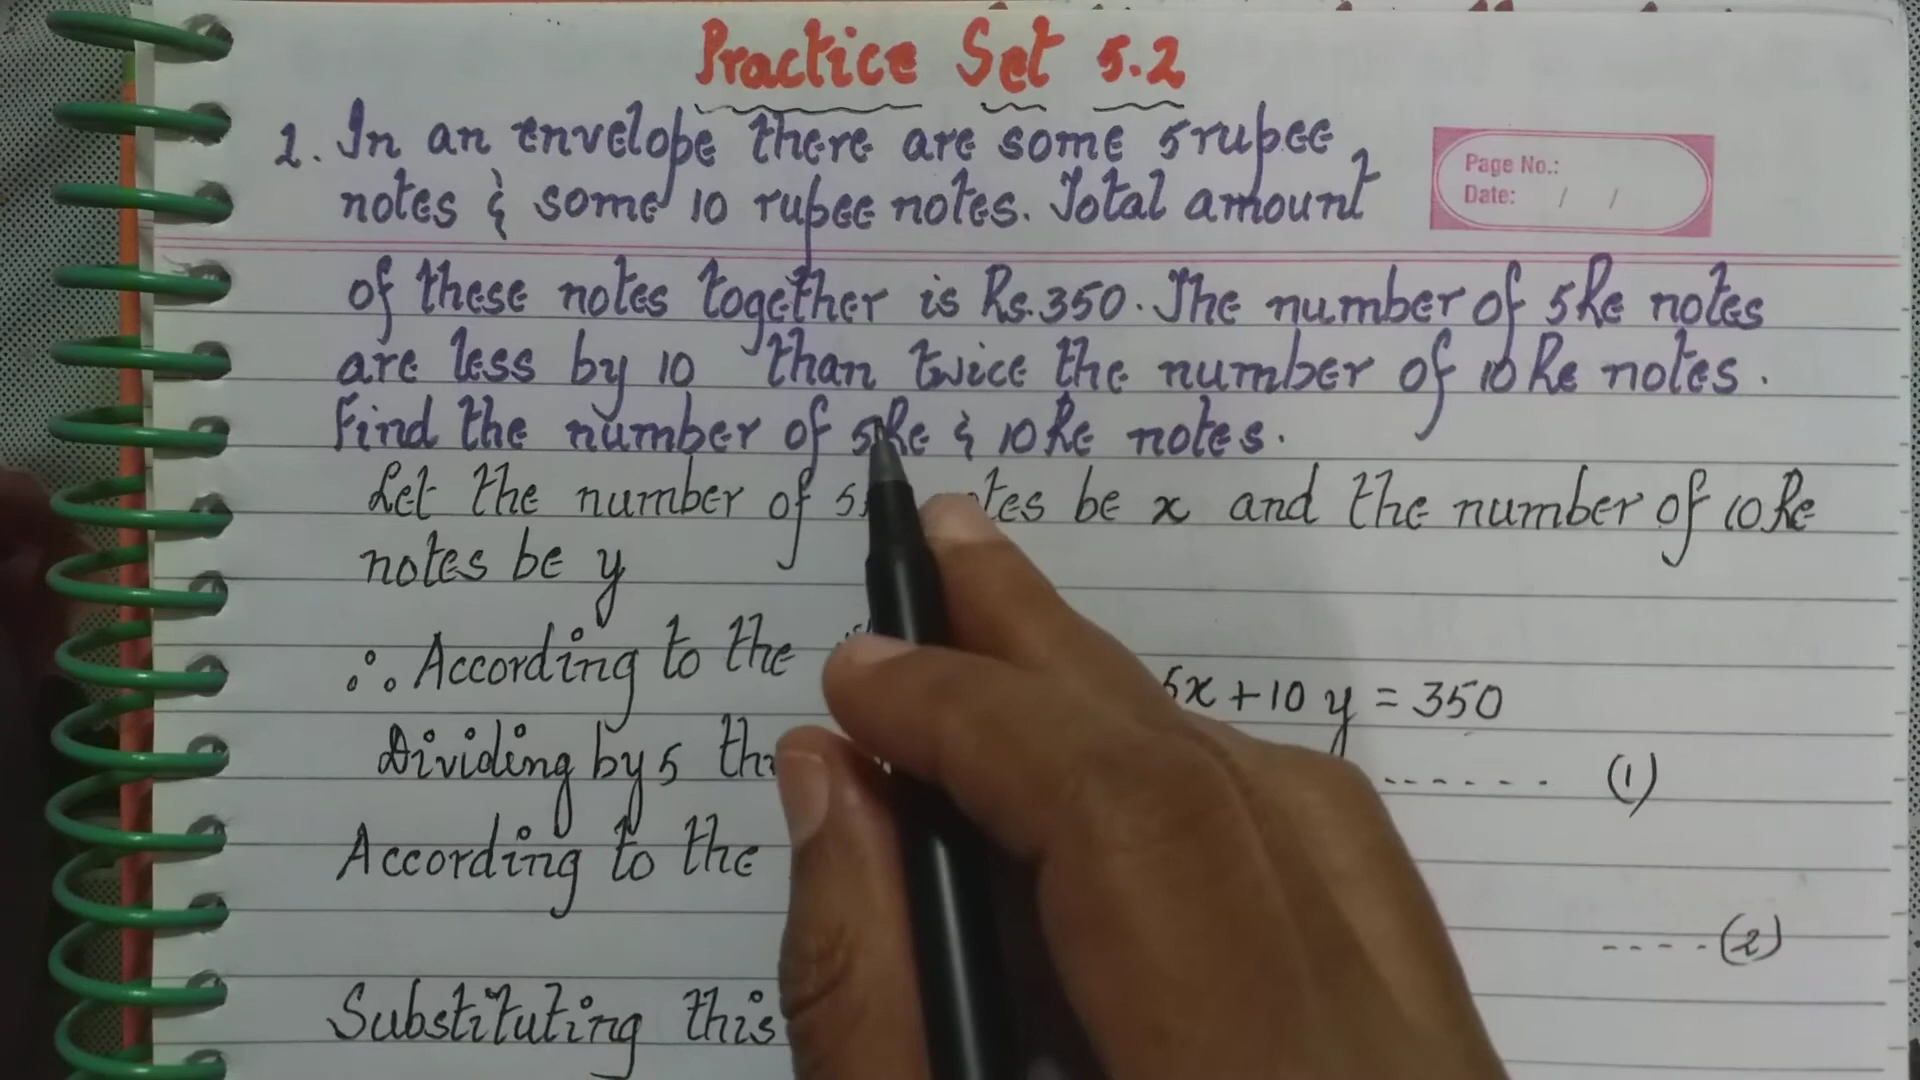 Practice Set 5.2
1. In an envelope there are some 5 rupee
notes & some 10 rupee notes. Total amount
Page No.:
Date: / /
of these notes together is Rs. 350. The number of 5 Re notes
are less by 10 than twice the number of 10 Re notes.
Find the number of 5 Re & 10 Re notes.
Let the number of 5 be x and the number of 10 Re
notes be y
∴ According to the 5x + 10y = 350
Dividing by 5 ...... (1)
According to the
---- (2)
Substituting this